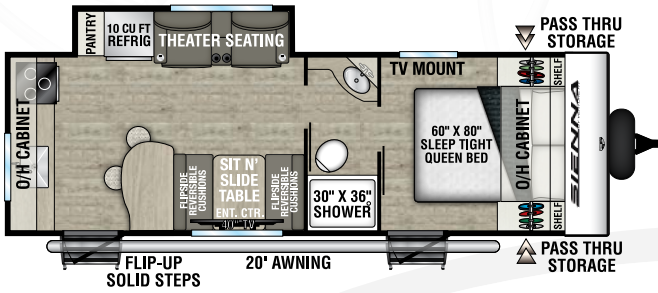 PANTRY
10 CU FT
REFRIG
THEATER SEATING
PASS THRU
STORAGE
TV MOUNT
SHELF
O/H CABINET
60" X 80"
SLEEP TIGHT
QUEEN BED
O/H CABINET
SIENNA
FLIPSIDE
REVERSIBLE
CUSHIONS
SIT N'
SLIDE
TABLE
ENT. CTR.
40" TV
FLIPSIDE
REVERSIBLE
CUSHIONS
30" X 36"
SHOWER
SHELF
FLIP-UP
SOLID STEPS
20' AWNING
PASS THRU
STORAGE